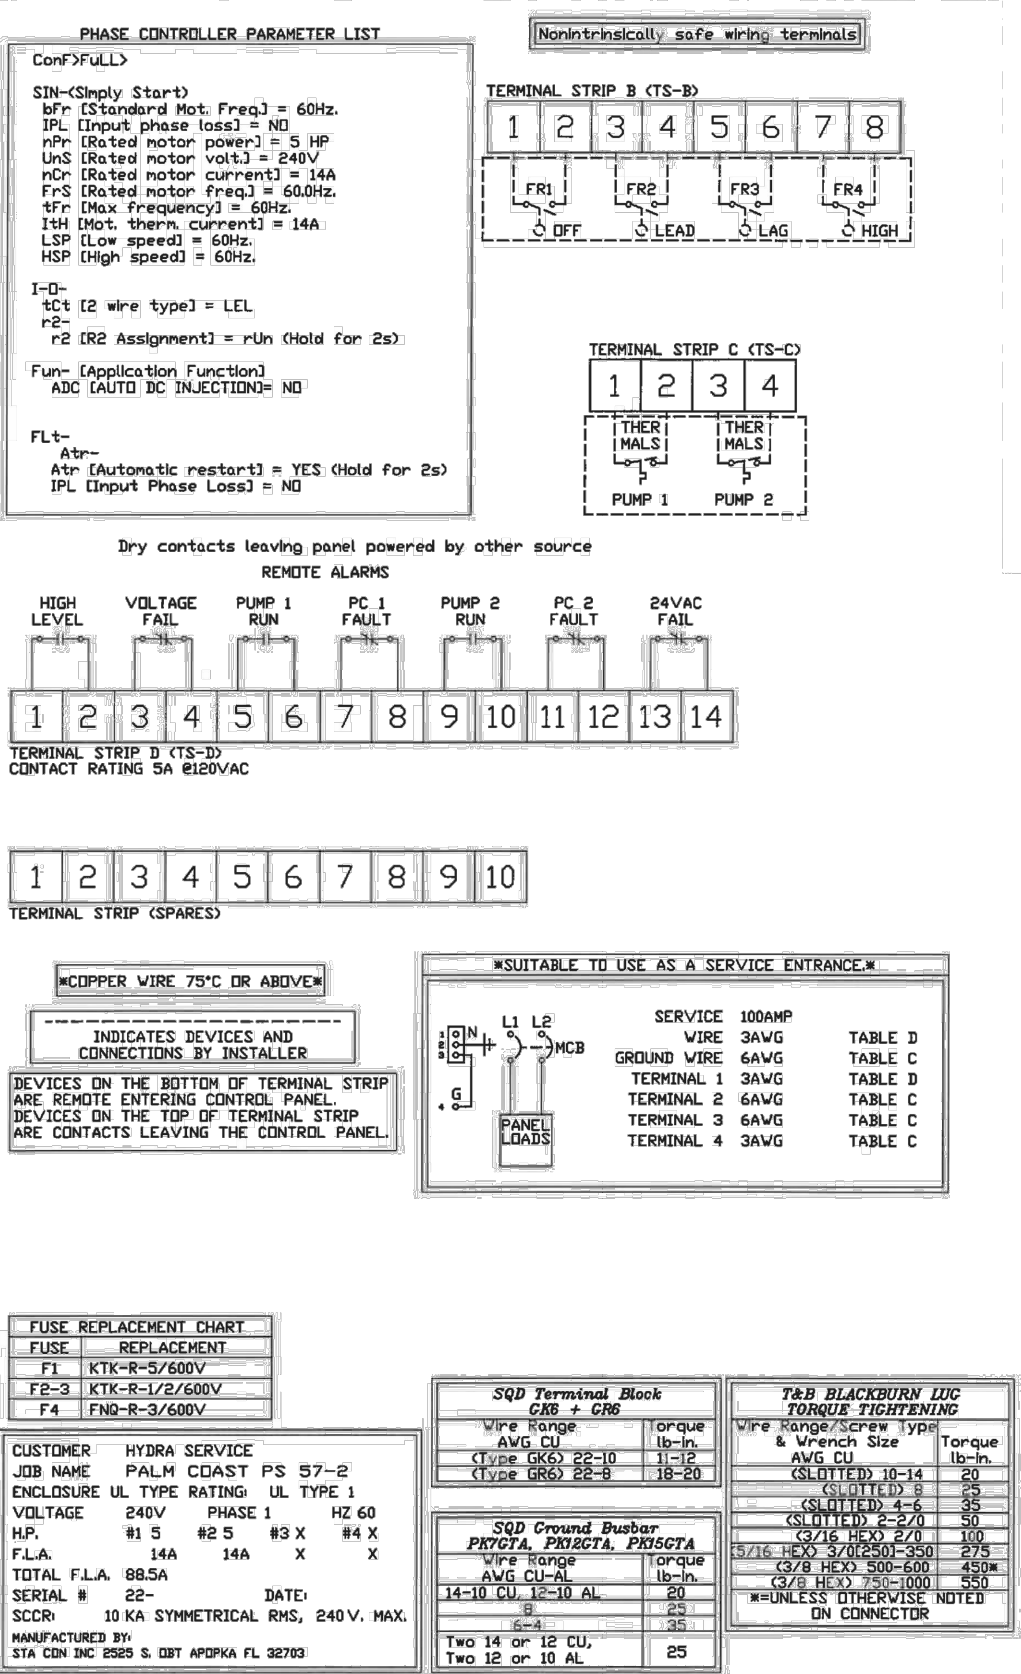 PHASE CONTROLLER PARAMETER LIST
ConF>FuLL>
SIN-(Simply Start)
bFr [Standard Mot. Freq.] = 60Hz.
IPL [Input phase loss] = NO
nPr [Rated motor power] = 5 HP
UnS [Rated motor volt.] = 240V
nCr [Rated motor current] = 14A
FrS [Rated motor freq.] = 60.0Hz.
tFr [Max frequency] = 60Hz.
ItH [Mot. therm. current] = 14A
LSP [Low speed] = 60Hz.
HSP [High speed] = 60Hz.
I-O-
tCt [2 wire type] = LEL
r2-
r2 [R2 Assignment] = rUn (Hold for 2s)
Fun- [Application Function]
ADC [AUTO DC INJECTION]= NO
FLt-
Atr-
Atr [Automatic restart] = YES (Hold for 2s)
IPL [Input Phase Loss] = NO
Nonintrinsically safe wiring terminals
TERMINAL STRIP B (TS-B)
1 2 3 4 5 6 7 8
FR1 FR2 FR3 FR4
OFF LEAD LAG HIGH
TERMINAL STRIP C (TS-C)
1 2 3 4
THER THER
MALS MALS
PUMP 1 PUMP 2
Dry contacts leaving panel powered by other source
REMOTE ALARMS
HIGH VOLTAGE PUMP 1 PC 1 PUMP 2 PC 2 24VAC
LEVEL FAIL RUN FAULT RUN FAULT FAIL
1 2 3 4 5 6 7 8 9 10 11 12 13 14
TERMINAL STRIP D (TS-D)
CONTACT RATING 5A @120VAC
1 2 3 4 5 6 7 8 9 10
TERMINAL STRIP (SPARES)
*COPPER WIRE 75°C OR ABOVE*
INDICATES DEVICES AND
CONNECTIONS BY INSTALLER
DEVICES ON THE BOTTOM OF TERMINAL STRIP
ARE REMOTE ENTERING CONTROL PANEL.
DEVICES ON THE TOP OF TERMINAL STRIP
ARE CONTACTS LEAVING THE CONTROL PANEL.
*SUITABLE TO USE AS A SERVICE ENTRANCE.*
L1 L2
1 N
2
3
MCB
G
4
PANEL
LOADS
SERVICE 100AMP
WIRE 3AWG TABLE D
GROUND WIRE 6AWG TABLE C
TERMINAL 1 3AWG TABLE D
TERMINAL 2 6AWG TABLE C
TERMINAL 3 6AWG TABLE C
TERMINAL 4 3AWG TABLE C
FUSE REPLACEMENT CHART
FUSE REPLACEMENT
F1 KTK-R-5/600V
F2-3 KTK-R-1/2/600V
F4 FNQ-R-3/600V
CUSTOMER HYDRA SERVICE
JOB NAME PALM COAST PS 57-2
ENCLOSURE UL TYPE RATING: UL TYPE 1
VOLTAGE 240V PHASE 1 HZ 60
H.P. #1 5 #2 5 #3 X #4 X
F.L.A. 14A 14A X X
TOTAL F.L.A. 88.5A
SERIAL # 22- DATE:
SCCR: 10 KA SYMMETRICAL RMS, 240 V. MAX.
MANUFACTURED BY:
STA CON INC 2525 S. OBT APOPKA FL 32703
SQD Terminal Block
GK6 + GR6
Wire Range Torque
AWG CU lb-in.
(Type GK6) 22-10 11-12
(Type GR6) 22-8 18-20
SQD Ground Busbar
PK7GTA, PK12GTA, PK15GTA
Wire Range Torque
AWG CU-AL lb-in.
14-10 CU, 12-10 AL 20
8 25
6-4 35
Two 14 or 12 CU,
Two 12 or 10 AL 25
T&B BLACKBURN LUG
TORQUE TIGHTENING
Wire Range/Screw Type
& Wrench Size Torque
AWG CU lb-in.
(SLOTTED) 10-14 20
(SLOTTED) 8 25
(SLOTTED) 4-6 35
(SLOTTED) 2-2/0 50
(3/16 HEX) 2/0 100
(5/16 HEX) 3/0[250]-350 275
(3/8 HEX) 500-600 450*
(3/8 HEX) 750-1000 550
*=UNLESS OTHERWISE NOTED
ON CONNECTOR